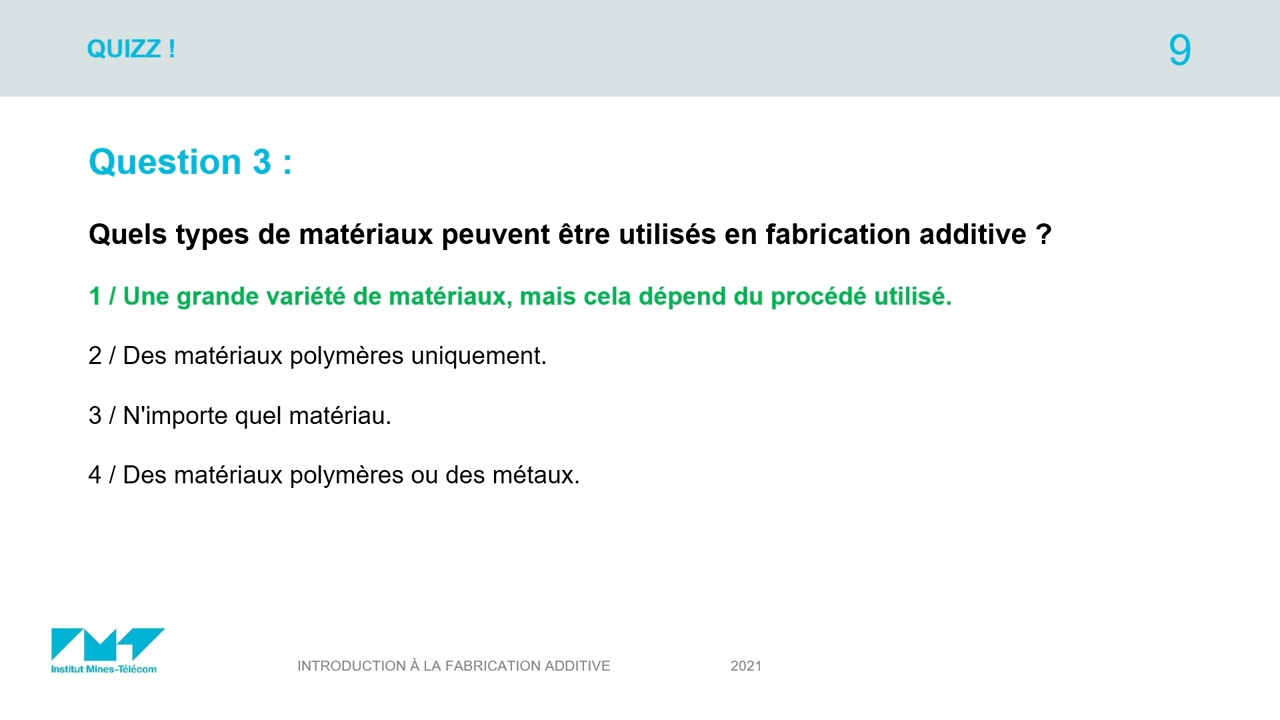 QUIZZ !
9
Question 3 :
Quels types de matériaux peuvent être utilisés en fabrication additive ?
1 / Une grande variété de matériaux, mais cela dépend du procédé utilisé.
2 / Des matériaux polymères uniquement.
3 / N'importe quel matériau.
4 / Des matériaux polymères ou des métaux.
IMT
Institut Mines-Télécom
INTRODUCTION À LA FABRICATION ADDITIVE
2021